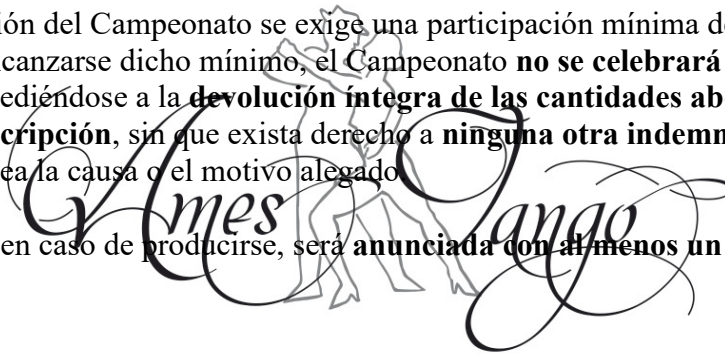 ión del Campeonato se exige una participación mínima d
canzarse dicho mínimo, el Campeonato no se celebrará
ediéndose a la devolución íntegra de las cantidades ab
cripción, sin que exista derecho a ninguna otra indemn
ea la causa o el motivo alegado.
Ames Tango
en caso de producirse, será anunciada con al menos un